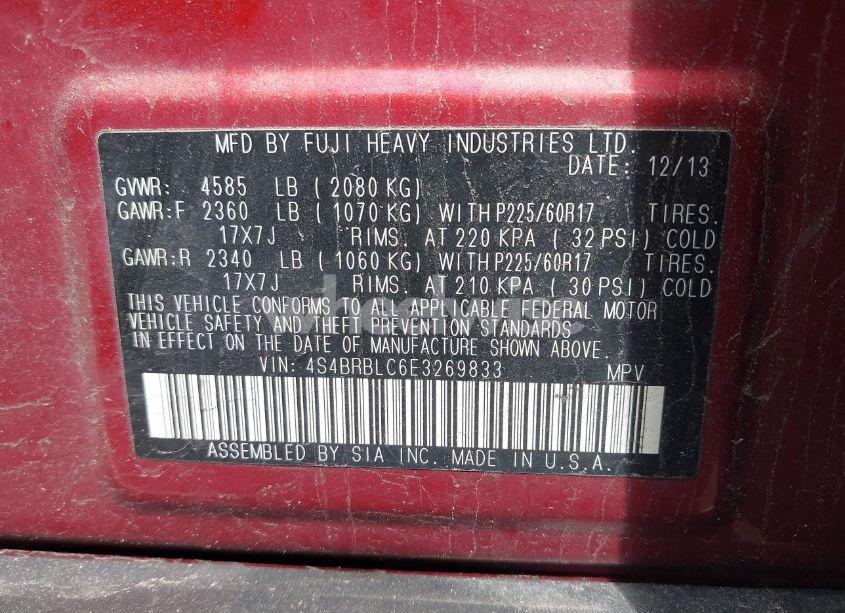 MFD BY FUJI HEAVY INDUSTRIES LTD.
DATE: 12/13
GVWR: 4585 LB ( 2080 KG)
GAWR:F 2360 LB ( 1070 KG) WITH P225/60R17 TIRES.
17X7J RIMS. AT 220 KPA ( 32 PSI) COLD
GAWR:R 2340 LB ( 1060 KG) WITH P225/60R17 TIRES.
17X7J RIMS. AT 210 KPA ( 30 PSI) COLD
THIS VEHICLE CONFORMS TO ALL APPLICABLE FEDERAL MOTOR
VEHICLE SAFETY AND THEFT PREVENTION STANDARDS
IN EFFECT ON THE DATE OF MANUFACTURE SHOWN ABOVE.
VIN: 4S4BRBLC6E3269833 MPV
ASSEMBLED BY SIA INC. MADE IN U.S.A.